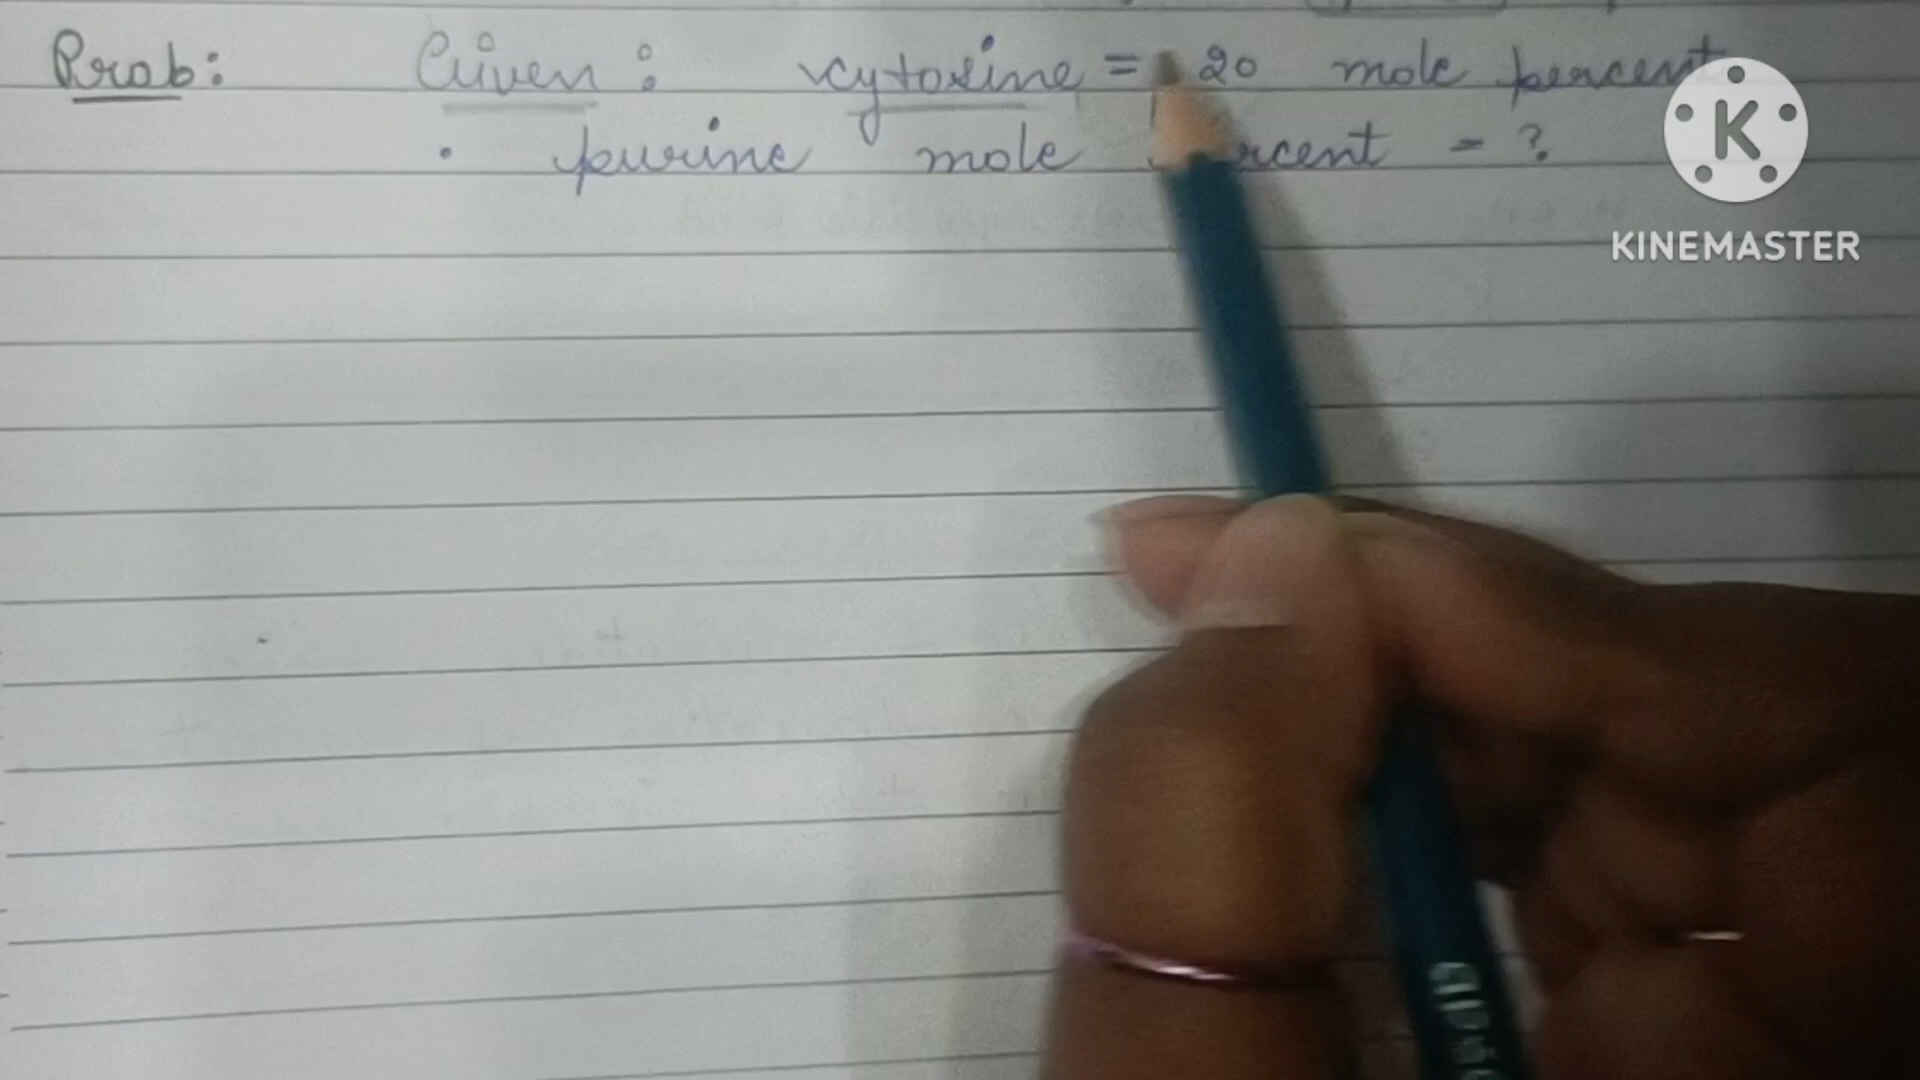 Prob: Given: cytosine = 20 mole percent
. purine mole percent = ?
K
KINEMASTER